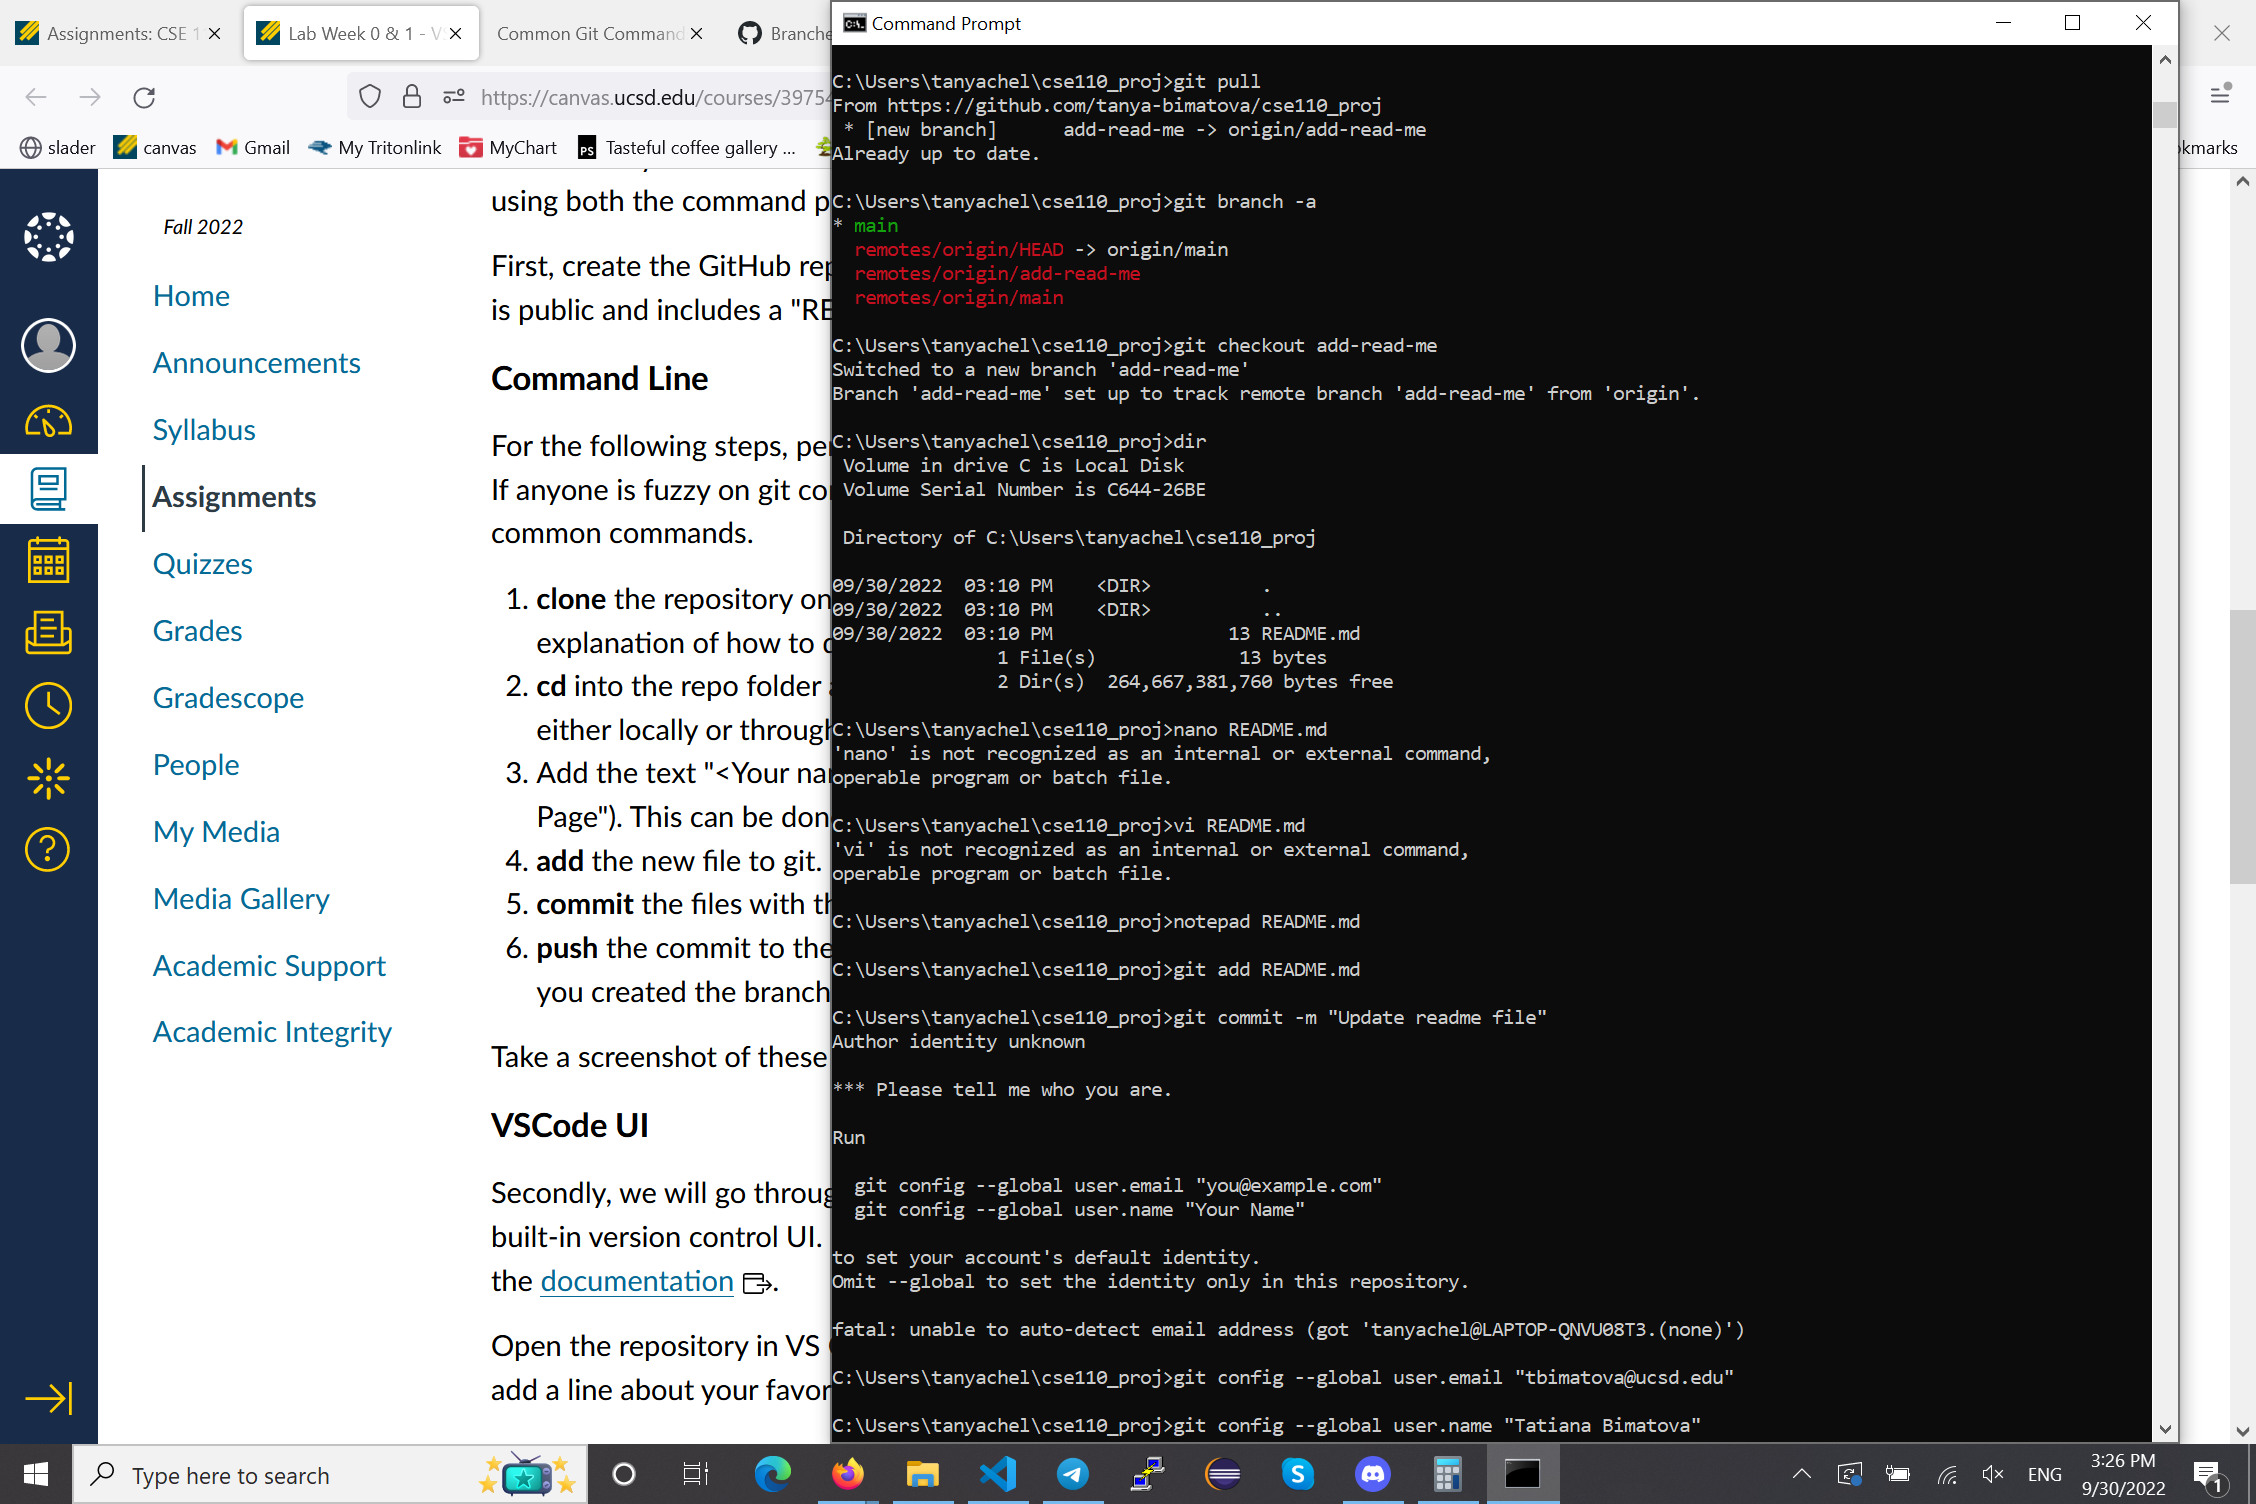 Assignments: CSE 1
Lab Week 0 & 1 - VS
Common Git Command
Branche
https://canvas.ucsd.edu/courses/39754
slader
canvas
Gmail
My Tritonlink
MyChart
Tasteful coffee gallery ...
kmarks
Fall 2022
Home
Announcements
Syllabus
Assignments
Quizzes
Grades
Gradescope
People
My Media
Media Gallery
Academic Support
Academic Integrity
using both the command p
First, create the GitHub rep
is public and includes a "RE
Command Line
For the following steps, per
If anyone is fuzzy on git co
common commands.
1. clone the repository on
explanation of how to c
2. cd into the repo folder a
either locally or through
3. Add the text "<Your nar
Page"). This can be don
4. add the new file to git.
5. commit the files with th
6. push the commit to the
you created the branch
Take a screenshot of these
VSCode UI
Secondly, we will go throug
built-in version control UI.
the documentation .
Open the repository in VS C
add a line about your favor
Command Prompt
C:\Users\tanyachel\cse110_proj>git pull
From https://github.com/tanya-bimatova/cse110_proj
 * [new branch]      add-read-me -> origin/add-read-me
Already up to date.
C:\Users\tanyachel\cse110_proj>git branch -a
* main
  remotes/origin/HEAD -> origin/main
  remotes/origin/add-read-me
  remotes/origin/main
C:\Users\tanyachel\cse110_proj>git checkout add-read-me
Switched to a new branch 'add-read-me'
Branch 'add-read-me' set up to track remote branch 'add-read-me' from 'origin'.
C:\Users\tanyachel\cse110_proj>dir
 Volume in drive C is Local Disk
 Volume Serial Number is C644-26BE
 Directory of C:\Users\tanyachel\cse110_proj
09/30/2022  03:10 PM    <DIR>          .
09/30/2022  03:10 PM    <DIR>          ..
09/30/2022  03:10 PM                13 README.md
               1 File(s)             13 bytes
               2 Dir(s)  264,667,381,760 bytes free
C:\Users\tanyachel\cse110_proj>nano README.md
'nano' is not recognized as an internal or external command,
operable program or batch file.
C:\Users\tanyachel\cse110_proj>vi README.md
'vi' is not recognized as an internal or external command,
operable program or batch file.
C:\Users\tanyachel\cse110_proj>notepad README.md
C:\Users\tanyachel\cse110_proj>git add README.md
C:\Users\tanyachel\cse110_proj>git commit -m "Update readme file"
Author identity unknown
*** Please tell me who you are.
Run
  git config --global user.email "you@example.com"
  git config --global user.name "Your Name"
to set your account's default identity.
Omit --global to set the identity only in this repository.
fatal: unable to auto-detect email address (got 'tanyachel@LAPTOP-QNVU08T3.(none)')
C:\Users\tanyachel\cse110_proj>git config --global user.email "tbimatova@ucsd.edu"
C:\Users\tanyachel\cse110_proj>git config --global user.name "Tatiana Bimatova"
Type here to search
ENG
3:26 PM
9/30/2022
1